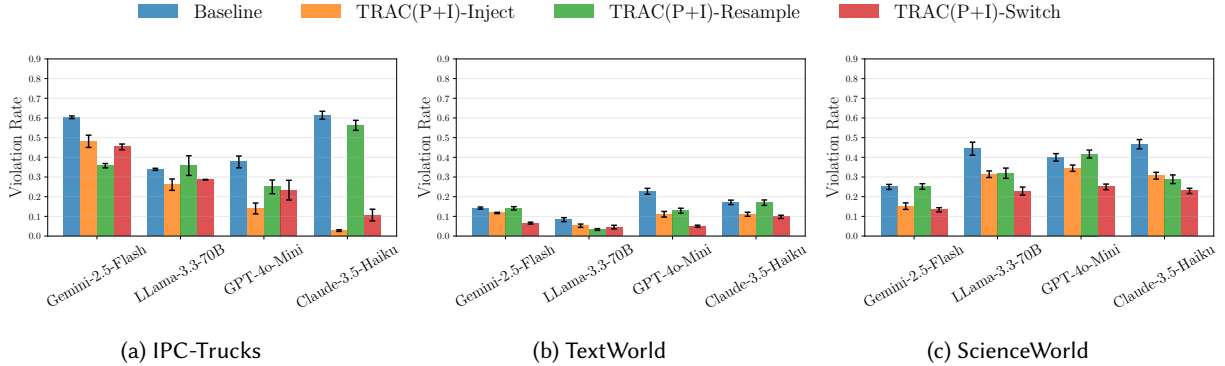 Baseline TRAC(P+I)-Inject TRAC(P+I)-Resample TRAC(P+I)-Switch
Violation Rate
0.9
0.8
0.7
0.6
0.5
0.4
0.3
0.2
0.1
0.0
Gemini-2.5-Flash
LLama-3.3-70B
GPT-4o-Mini
Claude-3.5-Haiku
(a) IPC-Trucks
Violation Rate
0.9
0.8
0.7
0.6
0.5
0.4
0.3
0.2
0.1
0.0
Gemini-2.5-Flash
LLama-3.3-70B
GPT-4o-Mini
Claude-3.5-Haiku
(b) TextWorld
Violation Rate
0.9
0.8
0.7
0.6
0.5
0.4
0.3
0.2
0.1
0.0
Gemini-2.5-Flash
LLama-3.3-70B
GPT-4o-Mini
Claude-3.5-Haiku
(c) ScienceWorld